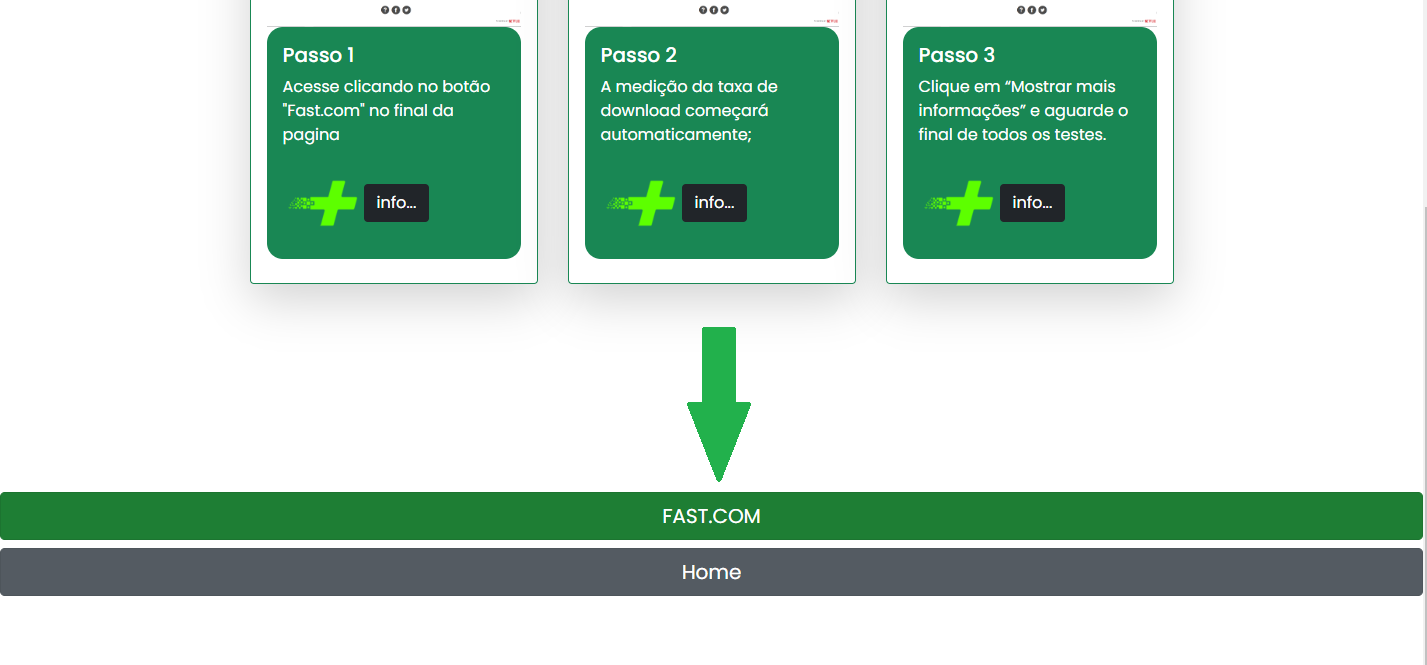 Passo 1
Acesse clicando no botão
"Fast.com" no final da
pagina
info...
Passo 2
A medição da taxa de
download começará
automaticamente;
info...
Passo 3
Clique em “Mostrar mais
informações” e aguarde o
final de todos os testes.
info...
FAST.COM
Home